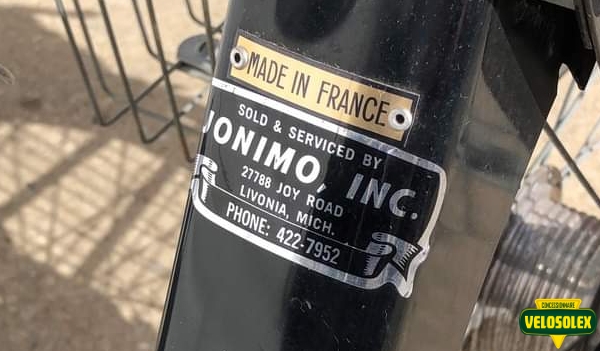 MADE IN FRANCE
SOLD & SERVICED BY
JONIMO, INC.
27788 JOY ROAD
LIVONIA, MICH.
PHONE: 422-7952
CONCESSIONNAIRE
VELOSOLEX